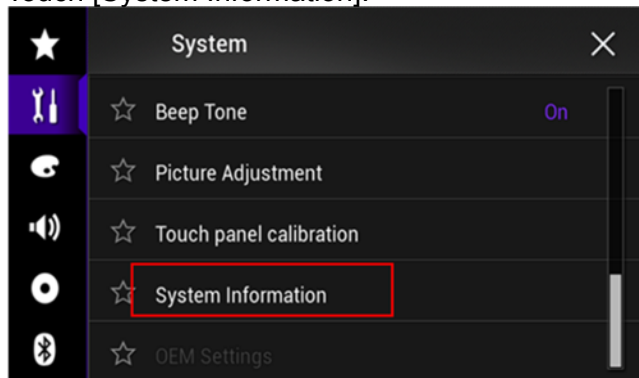 Touch [System Information].
System
Beep Tone On
Picture Adjustment
Touch panel calibration
System Information
OEM Settings